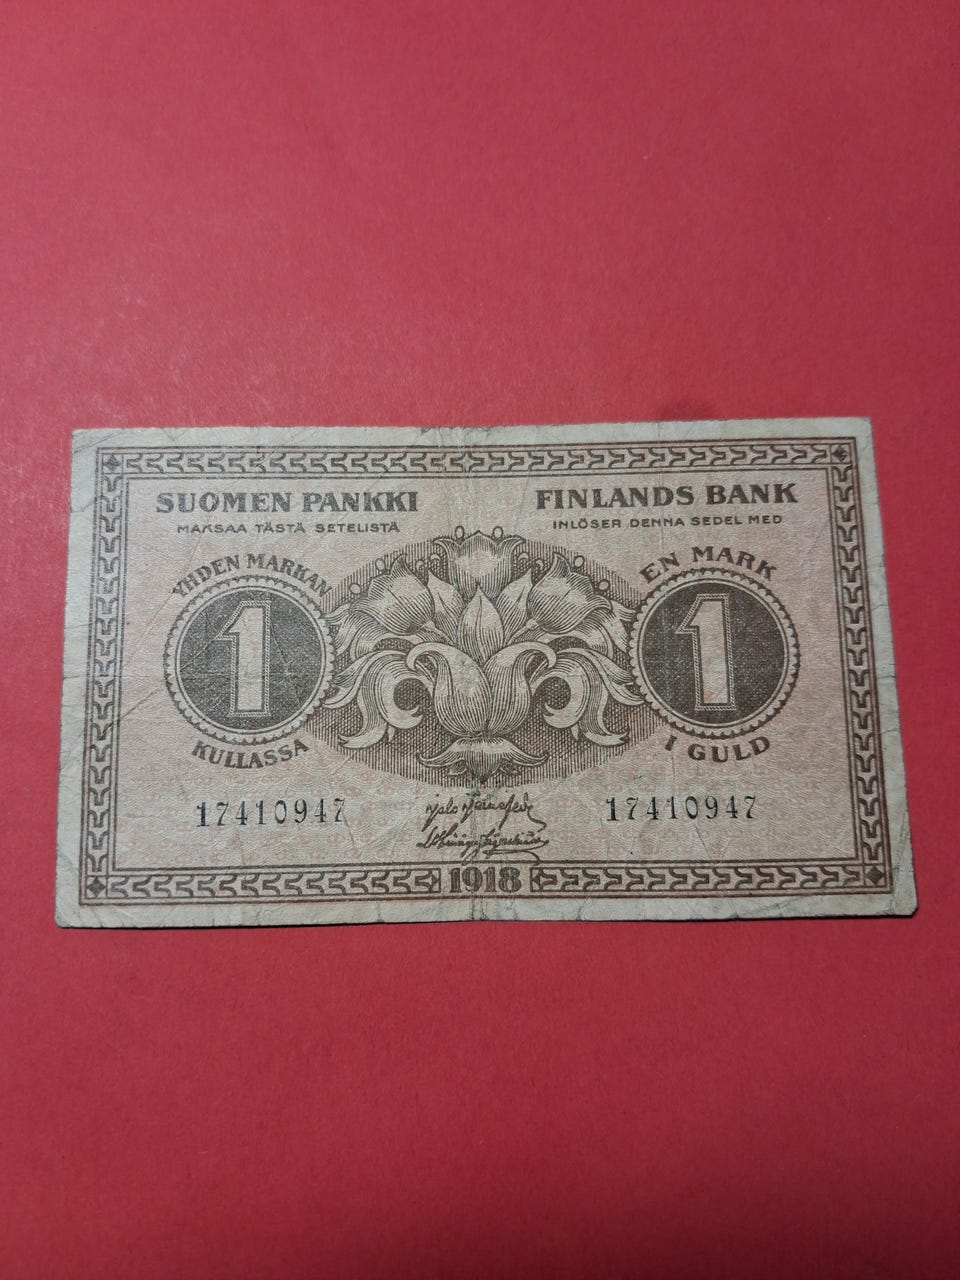 SUOMEN PANKKI
MAKSAA TÄSTÄ SETELISTÄ
YHDEN MARKAN
1
KULLASSA
17410947
FINLANDS BANK
INLÖSER DENNA SEDEL MED
EN MARK
1
I GULD
17410947
1918